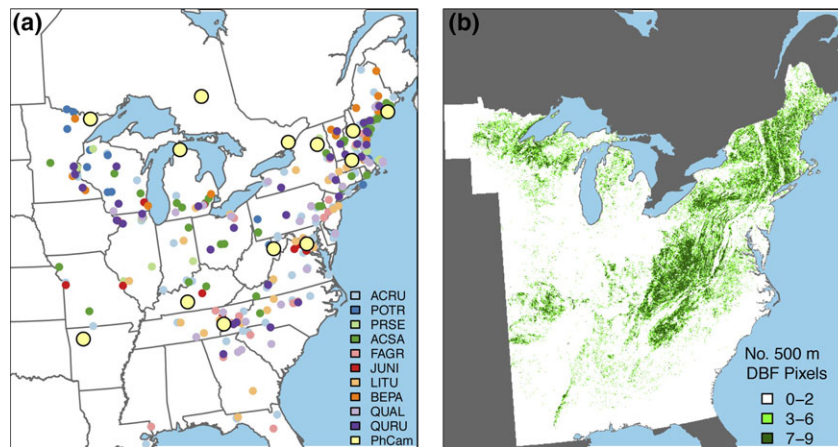 (a)
ACRU
POTR
PRSE
ACSA
FAGR
JUNI
LITU
BEPA
QUAL
QURU
PhCam
(b)
No. 500 m
DBF Pixels
0–2
3–6
7–9